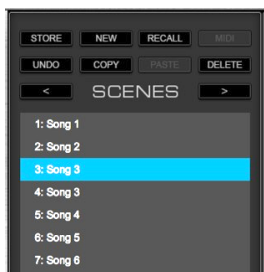 STORE NEW RECALL MIDI
UNDO COPY PASTE DELETE
< SCENES >
1: Song 1
2: Song 2
3: Song 3
4: Song 3
5: Song 4
6: Song 5
7: Song 6